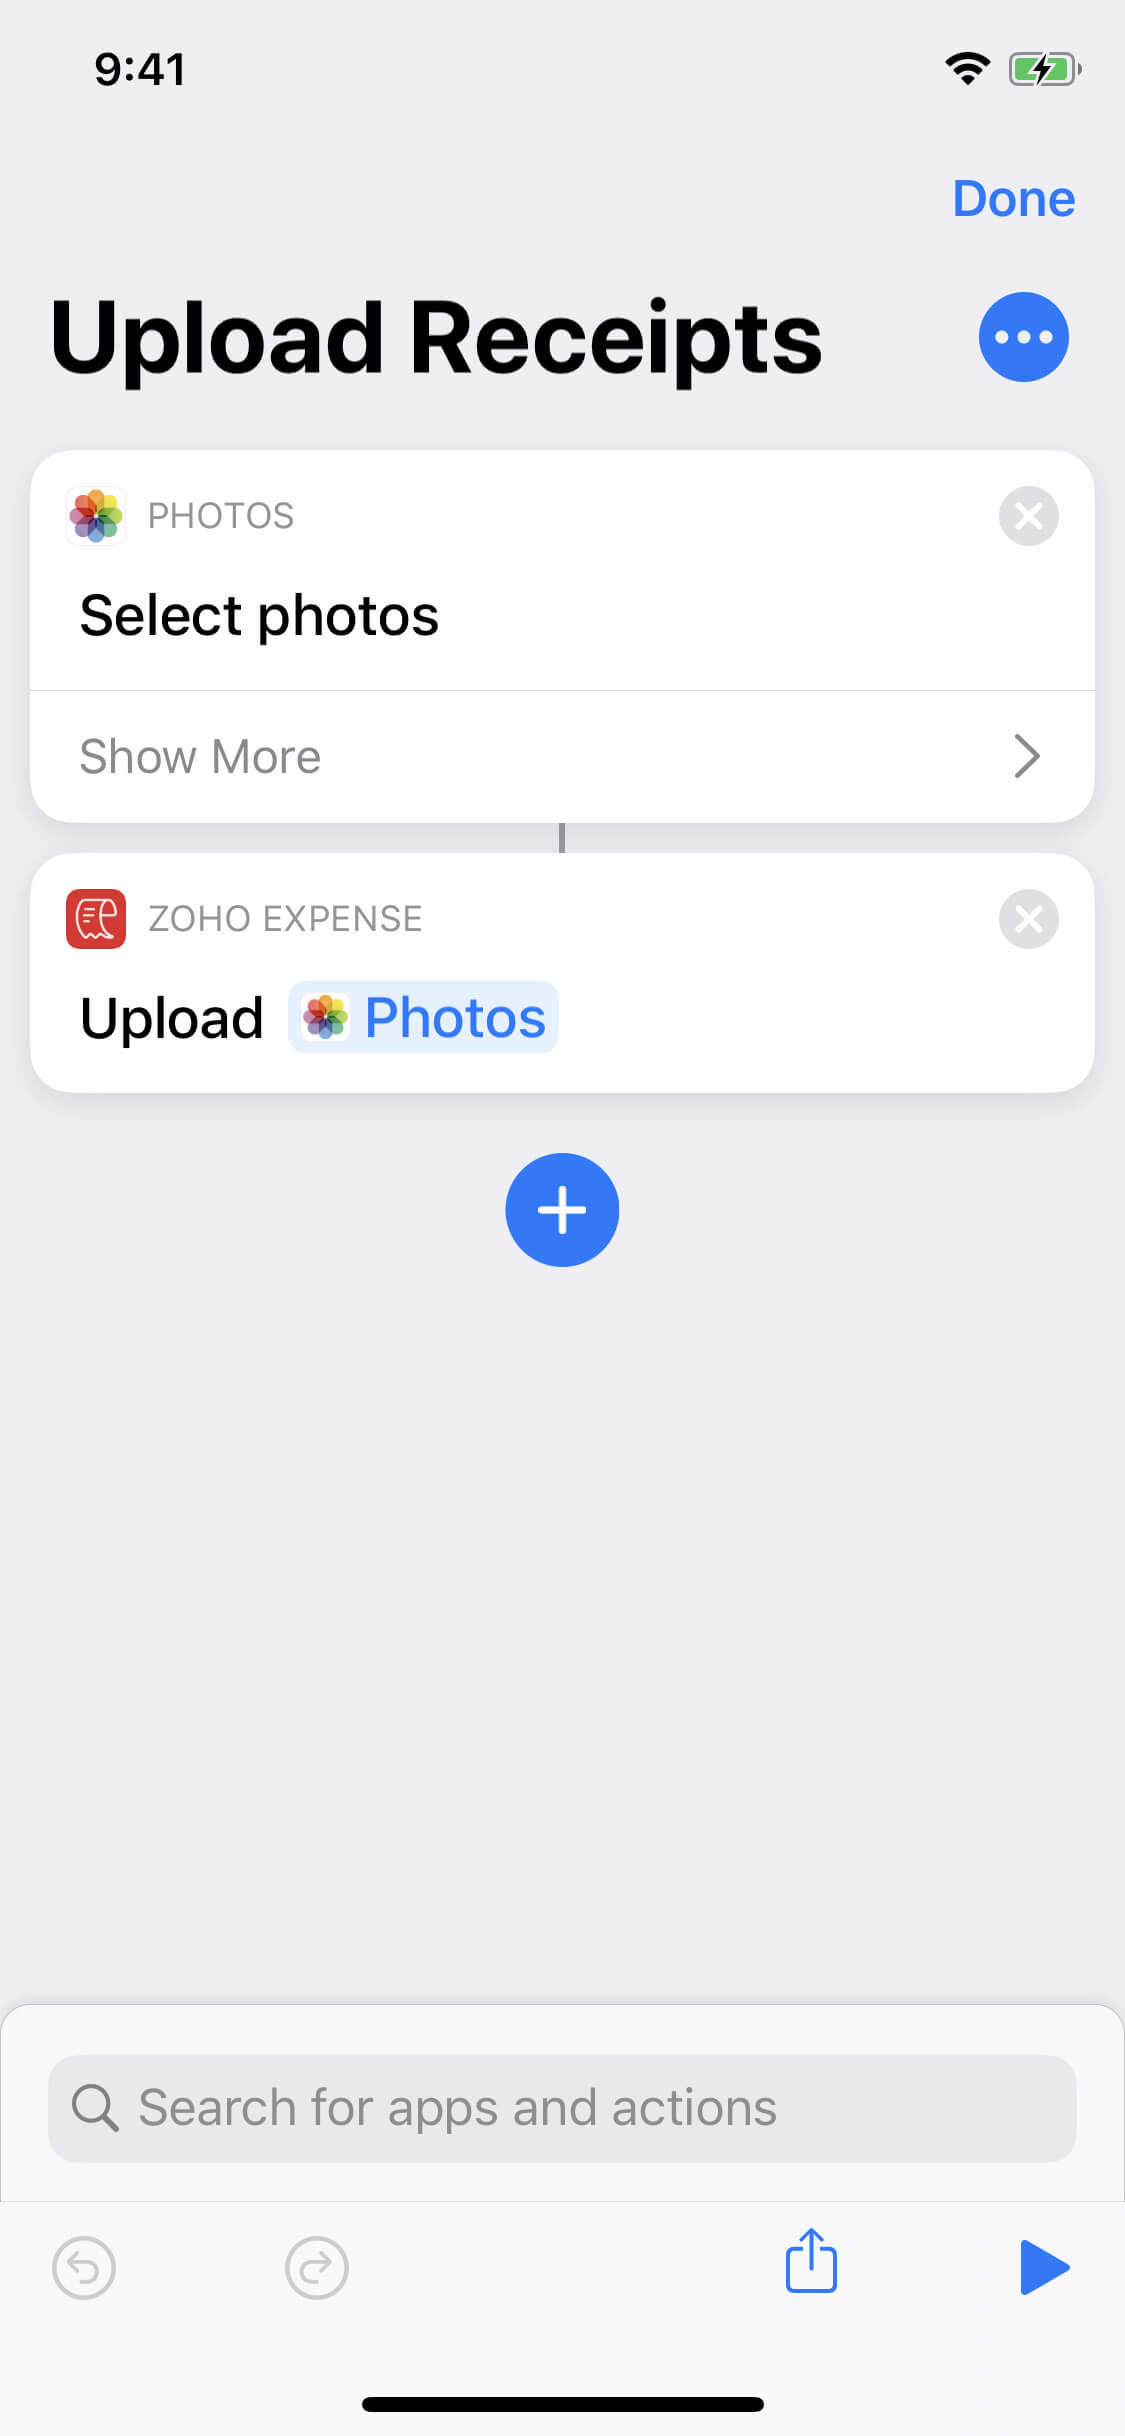 9:41
Done
Upload Receipts
PHOTOS
Select photos
Show More
ZOHO EXPENSE
Upload Photos
Search for apps and actions